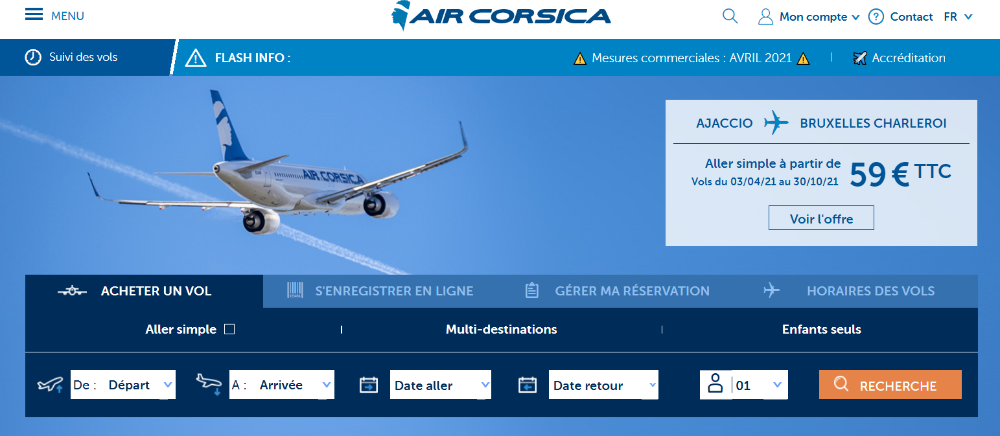 MENU
AIR CORSICA
Mon compte
?
Contact
FR
Suivi des vols
FLASH INFO :
Mesures commerciales : AVRIL 2021
Accréditation
AIR CORSICA
AJACCIO BRUXELLES CHARLEROI
Aller simple à partir de
Vols du 03/04/21 au 30/10/21
59 € TTC
Voir l'offre
ACHETER UN VOL
S'ENREGISTRER EN LIGNE
GÉRER MA RÉSERVATION
HORAIRES DES VOLS
Aller simple
Multi-destinations
Enfants seuls
De : Départ
A : Arrivée
Date aller
Date retour
01
RECHERCHE